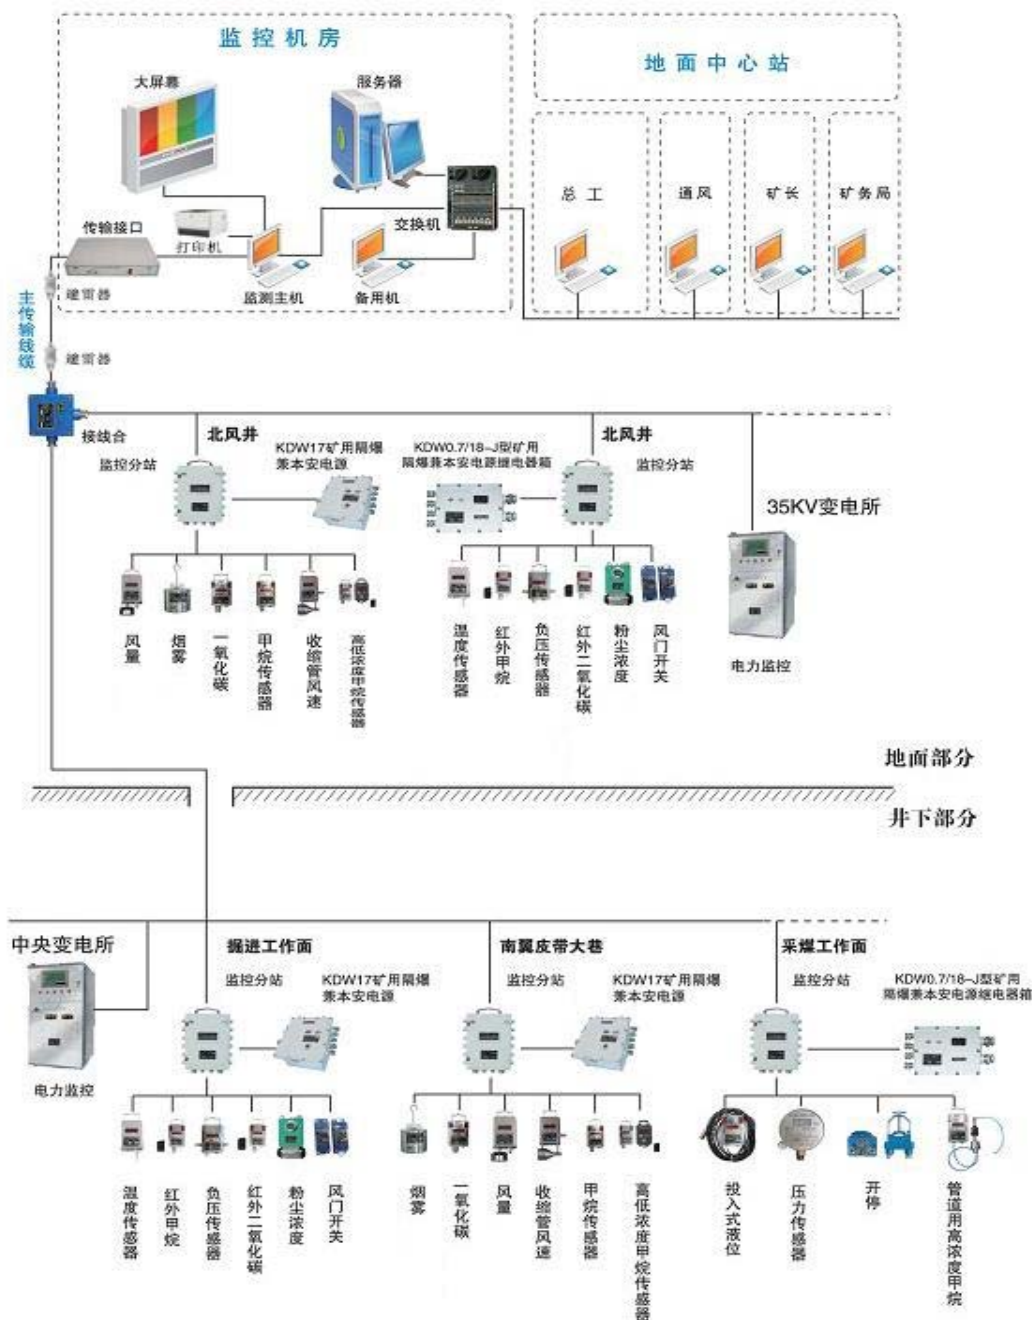 监控机房
地面中心站
大屏幕
服务器
总工
通风
矿长
矿务局
传输接口
打印机
交换机
监测主机
备用机
避雷器
主传输线缆
避雷器
接线合
北风井
监控分站
KDW17矿用隔爆
兼本安电源
北风井
KDW0.7/18-J型矿用
隔爆兼本安电源继电器箱
监控分站
35KV变电所
电力监控
风量
烟雾
一氧化碳
甲烷传感器
收缩管风速
高低浓度甲烷传感器
温度传感器
红外甲烷
负压传感器
红外二氧化碳
粉尘浓度
风门开关
地面部分
井下部分
中央变电所
电力监控
掘进工作面
监控分站
KDW17矿用隔爆
兼本安电源
南翼皮带大巷
监控分站
KDW17矿用隔爆
兼本安电源
采煤工作面
监控分站
KDW0.7/18-J型矿用
隔爆兼本安电源继电器箱
温度传感器
红外甲烷
负压传感器
红外二氧化碳
粉尘浓度
风门开关
烟雾
一氧化碳
风量
收缩管风速
甲烷传感器
高低浓度甲烷传感器
投入式液位
压力传感器
开停
管道用高浓度甲烷